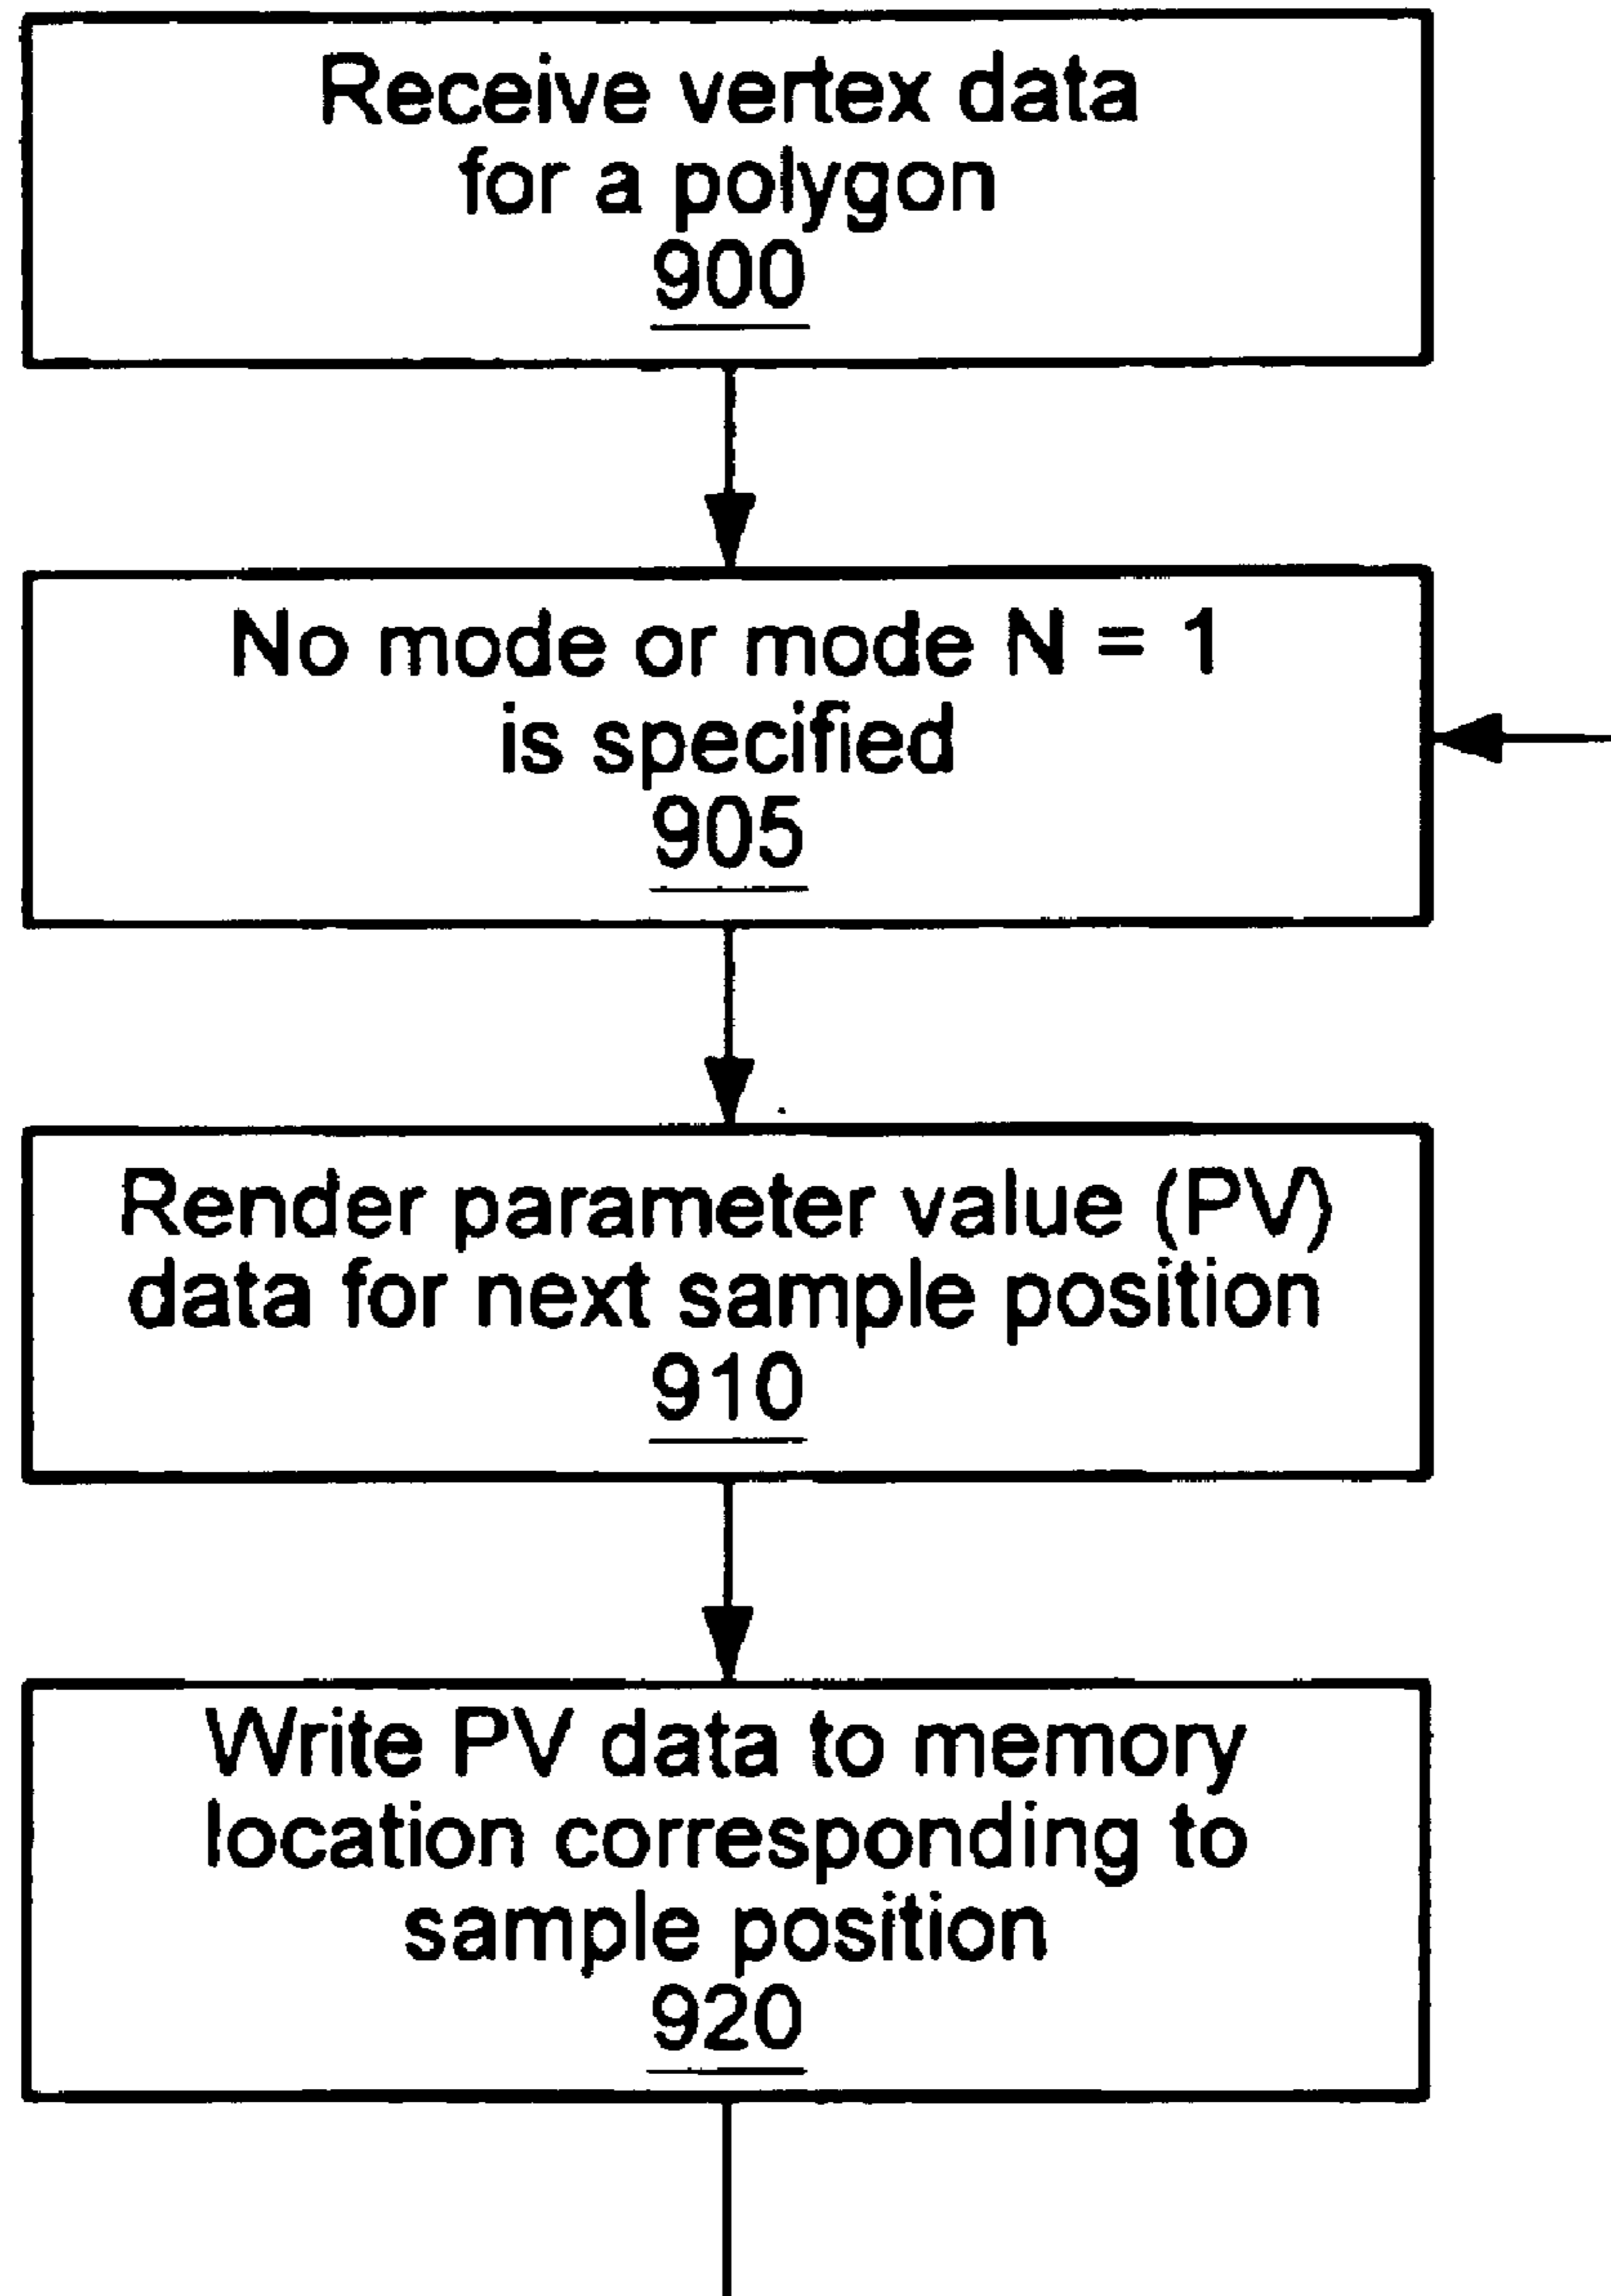 Receive vertex data
for a polygon
900
No mode or mode N = 1
is specified
905
Render parameter value (PV)
data for next sample position
910
Write PV data to memory
location corresponding to
sample position
920